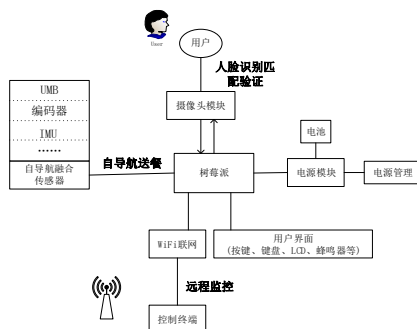 User
用户
人脸识别匹
配验证
UMB
编码器
IMU
……
自导航融合
传感器
摄像头模块
电池
自导航送餐
树莓派
电源模块
电源管理
WiFi联网
用户界面
(按键、键盘、LCD、蜂鸣器等)
远程监控
控制终端